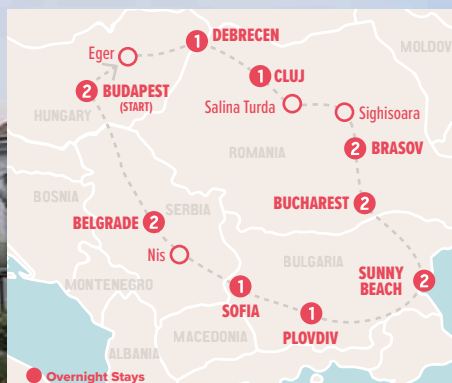 1 DEBRECEN
Eger
MOLDOV
1 CLUJ
2 BUDAPEST
(START)
Salina Turda
Sighisoara
HUNGARY
2 BRASOV
ROMANIA
BOSNIA
BUCHAREST 2
SERBIA
BELGRADE 2
Nis
BULGARIA
SUNNY
BEACH 2
MONTENEGRO
1
SOFIA
1
PLOVDIV
MACEDONIA
ALBANIA
Overnight Stays